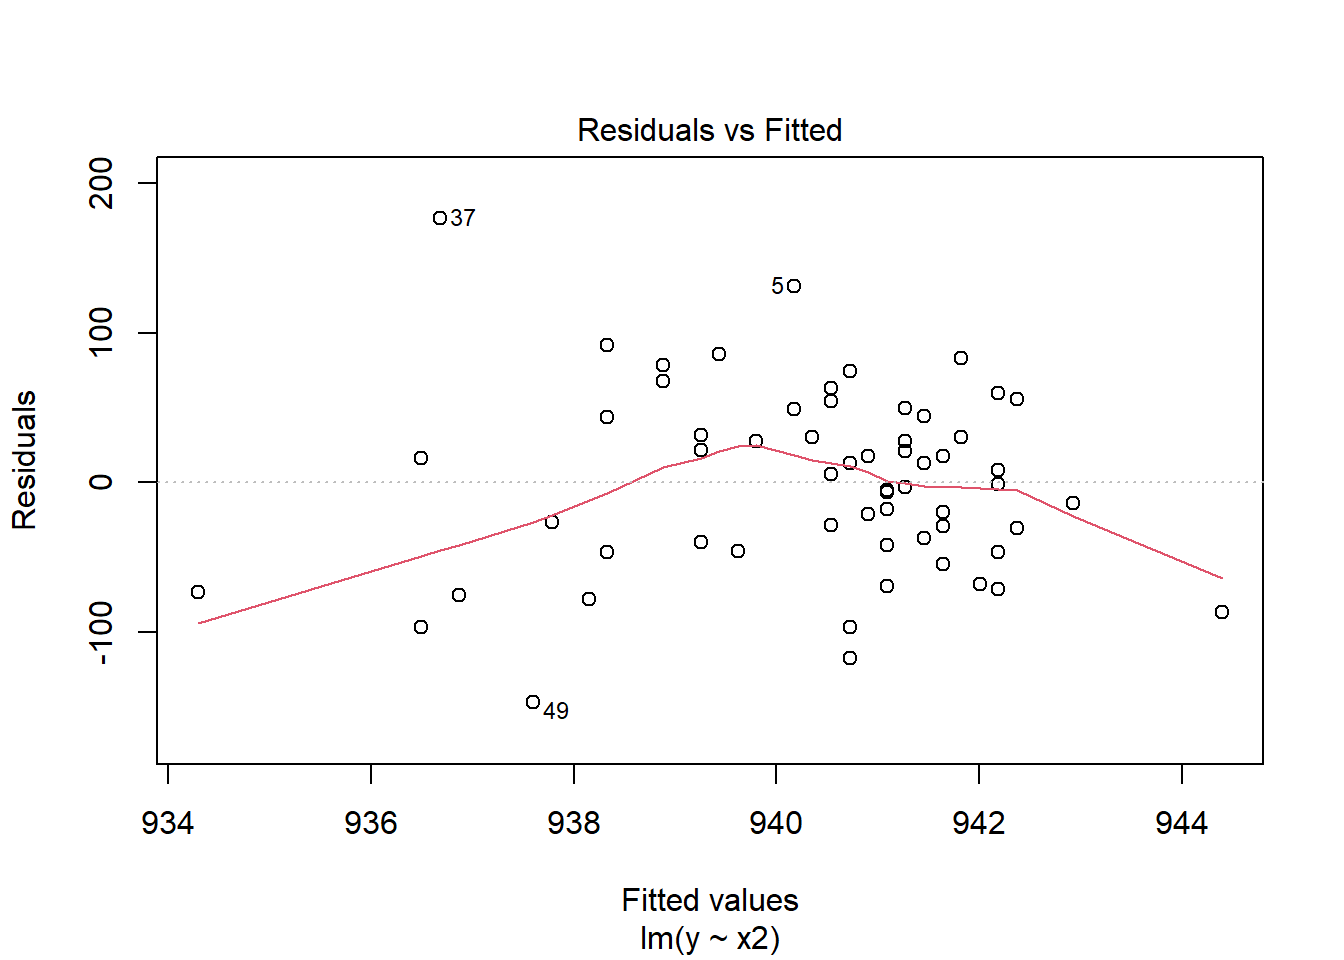 Residuals vs Fitted
200
100
0
-100
Residuals
37
5
49
934 936 938 940 942 944
Fitted values
lm(y ~ x2)